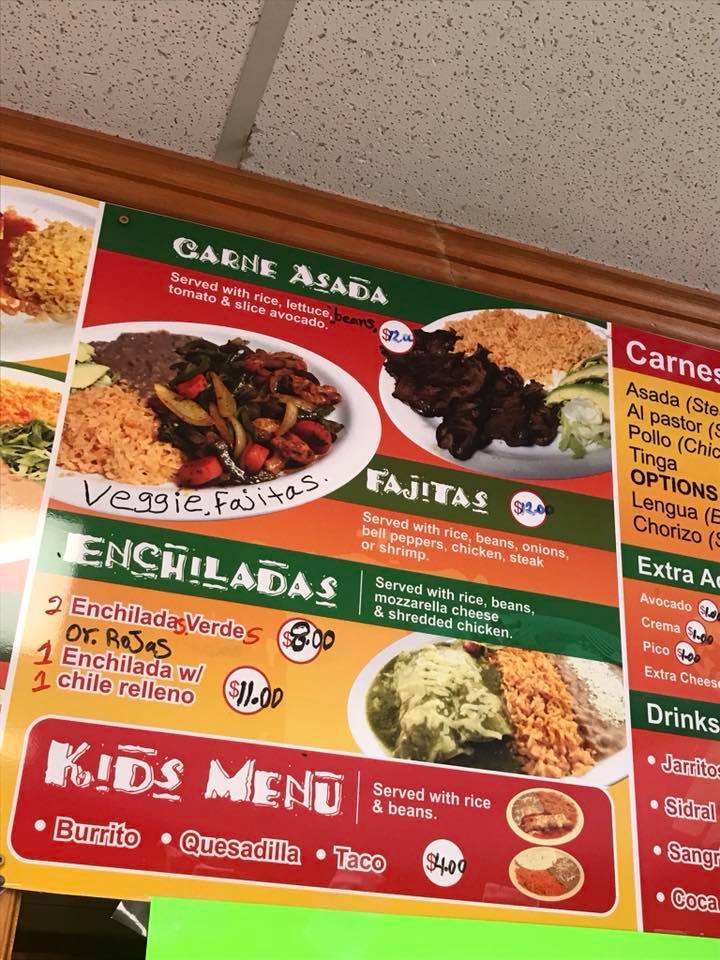 CARNE ASADA
Served with rice, lettuce, beans,
tomato & slice avocado.
Veggie Fajitas.
FAJITAS $12.00
Served with rice, beans, onions,
bell peppers, chicken, steak
or shrimp.
ENCHILADAS
Served with rice, beans,
mozzarella cheese
& shredded chicken.
2 Enchiladas Verdes $8.00
or. Rojas
1 Enchilada w/
1 chile relleno $11.00
KIDS MENU
Served with rice
& beans.
• Burrito • Quesadilla • Taco $4.00
Carnes
Asada (Ste
Al pastor (S
Pollo (Chic
Tinga
OPTIONS
Lengua (B
Chorizo (S
Extra A
Avocado
Crema $1.00
Pico $1.00
Extra Cheese
Drinks
• Jarritos
• Sidral
• Sangr
• Coca